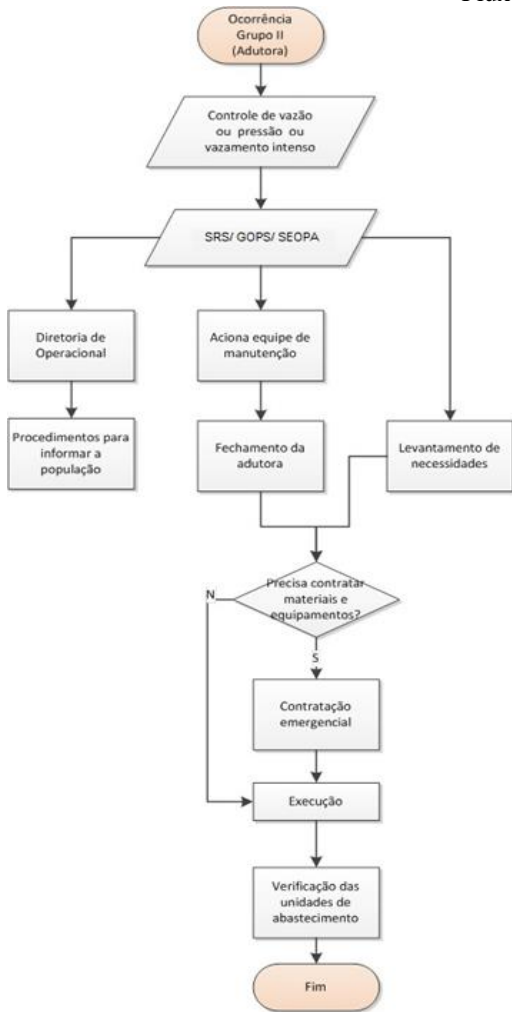 Ocorrência
Grupo II
(Adutora)
Controle de vazão
ou pressão ou
vazamento intenso
SRS/ GOPS/ SEOPA
Diretoria de
Operacional
Aciona equipe de
manutenção
Procedimentos para
informar a
população
Fechamento da
adutora
Levantamento de
necessidades
Precisa contratar
materiais e
equipamentos?
N
S
Contratação
emergencial
Execução
Verificação das
unidades de
abastecimento
Fim